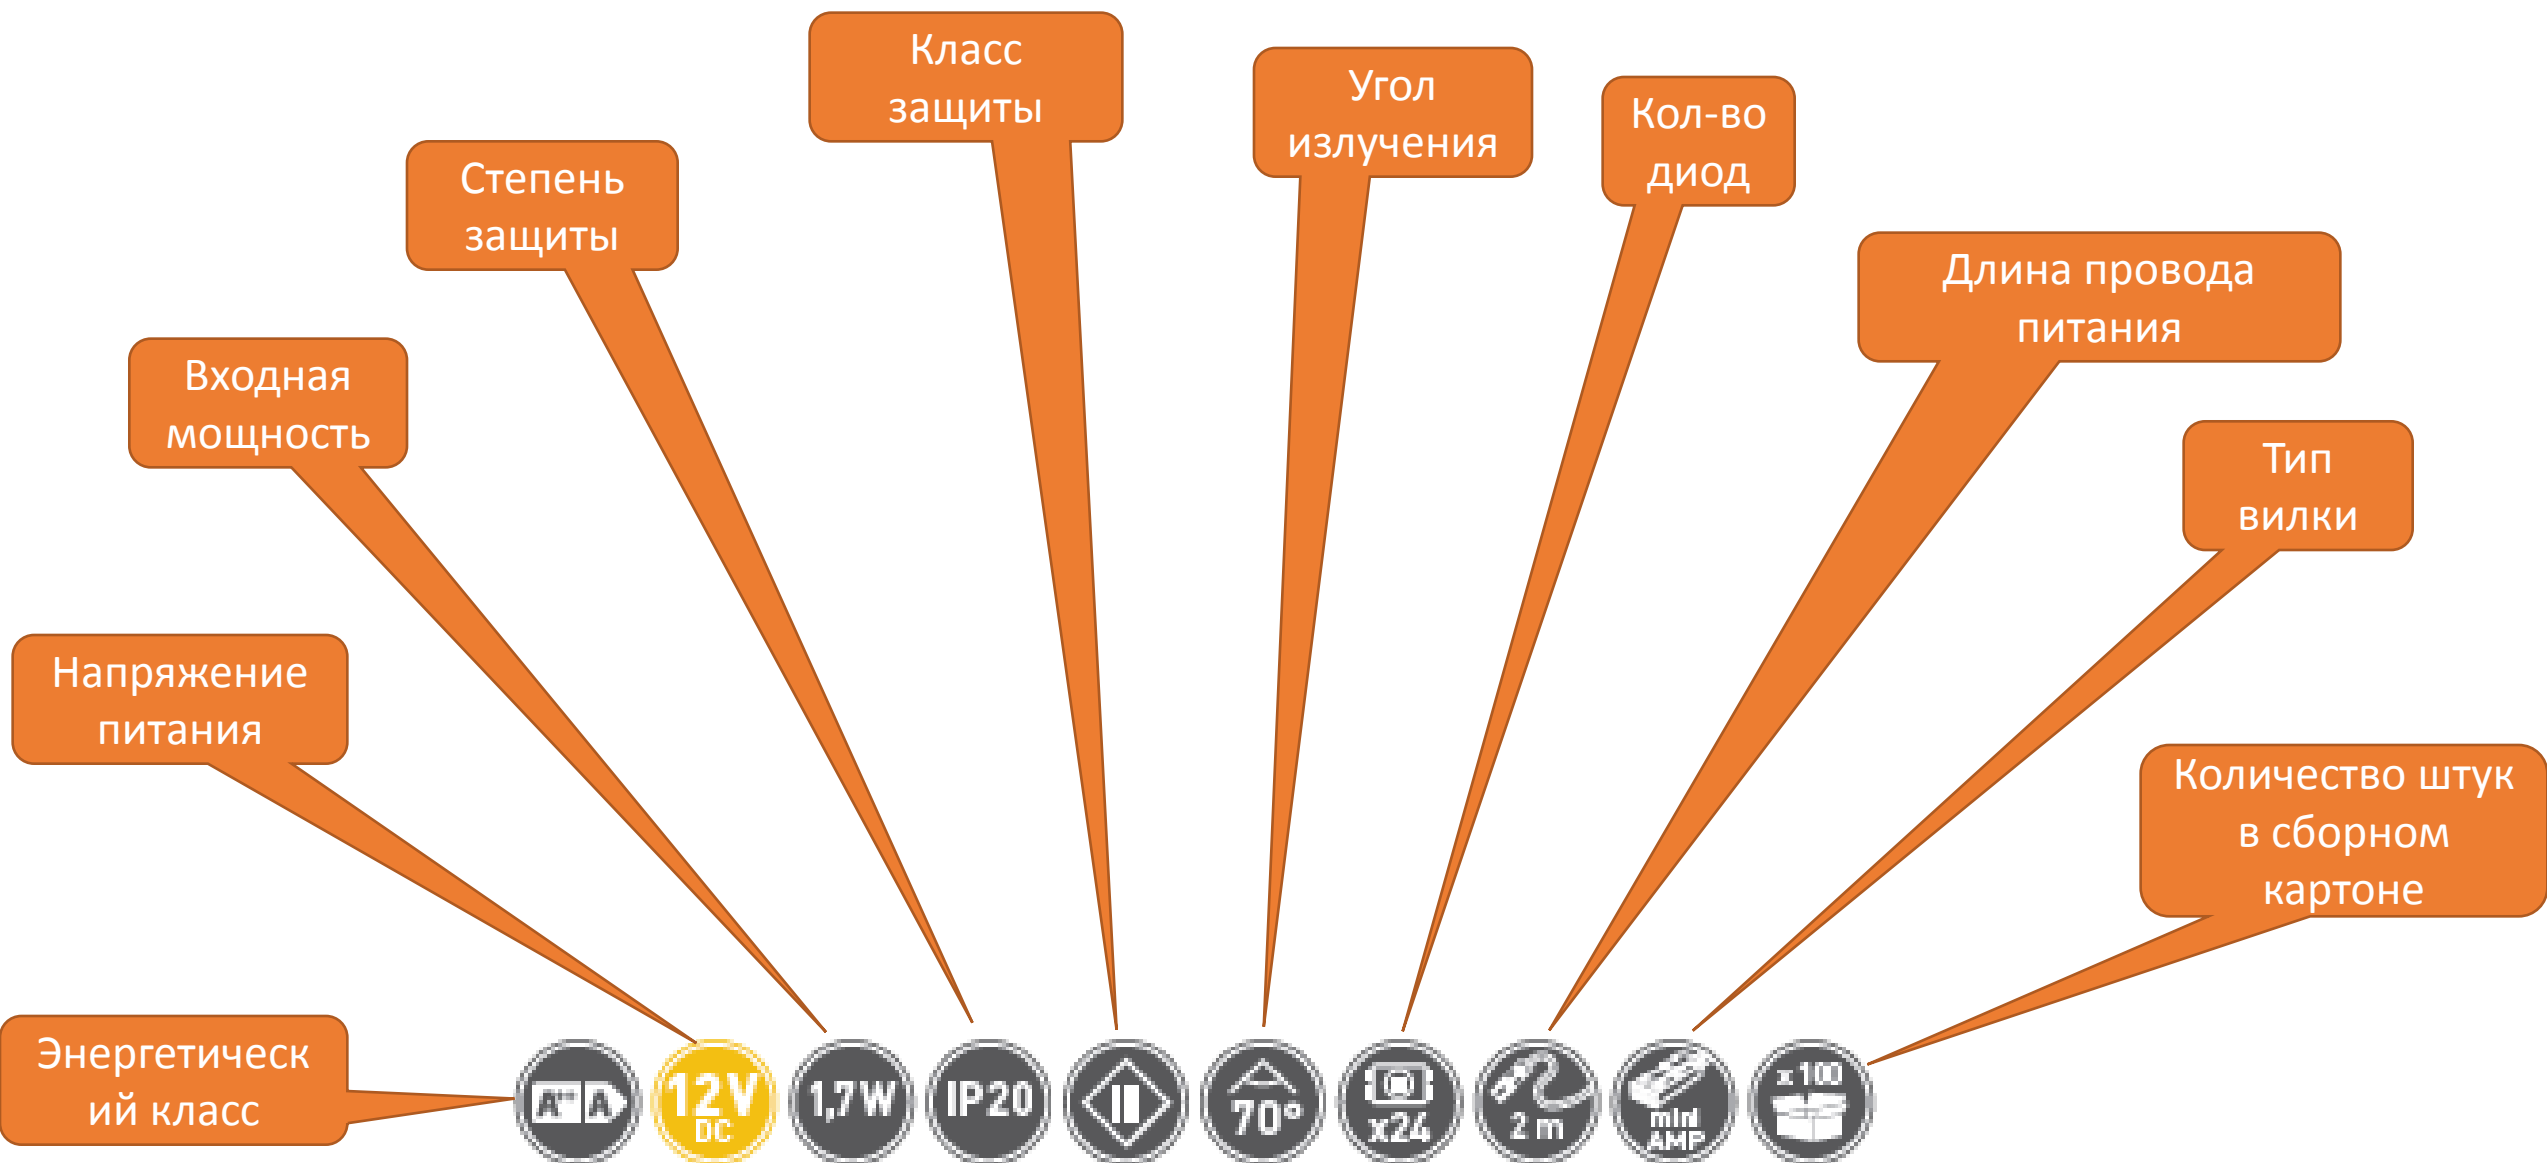 Класс
защиты
Угол
излучения
Кол-во
диод
Степень
защиты
Длина провода
питания
Входная
мощность
Тип
вилки
Напряжение
питания
Количество штук
в сборном
картоне
Энергетическ
ий класс
A++ A
12V
DC
1,7W
IP20
70°
x24
2 m
mini
AMP
x 100